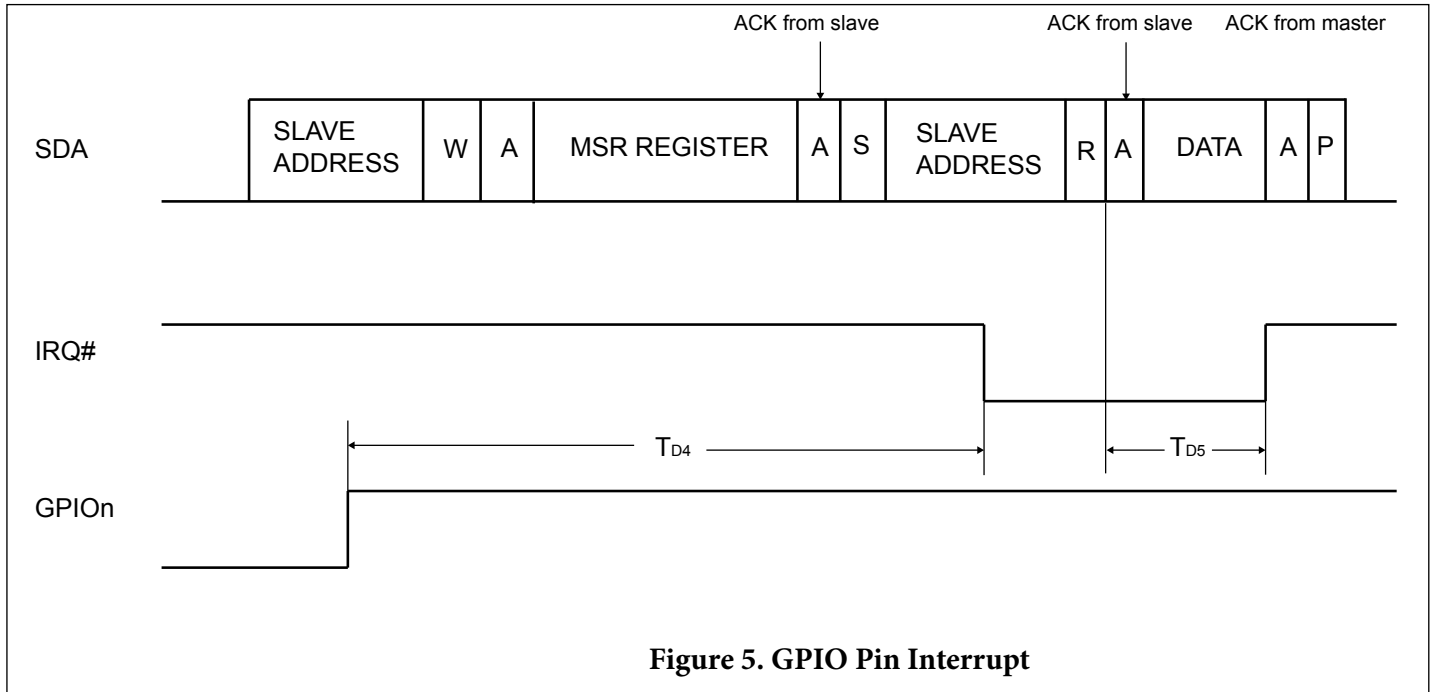 ACK from slave ACK from slave ACK from master
SDA SLAVE ADDRESS W A MSR REGISTER A S SLAVE ADDRESS R A DATA A P
IRQ#
TD4 TD5
GPIOn
Figure 5. GPIO Pin Interrupt